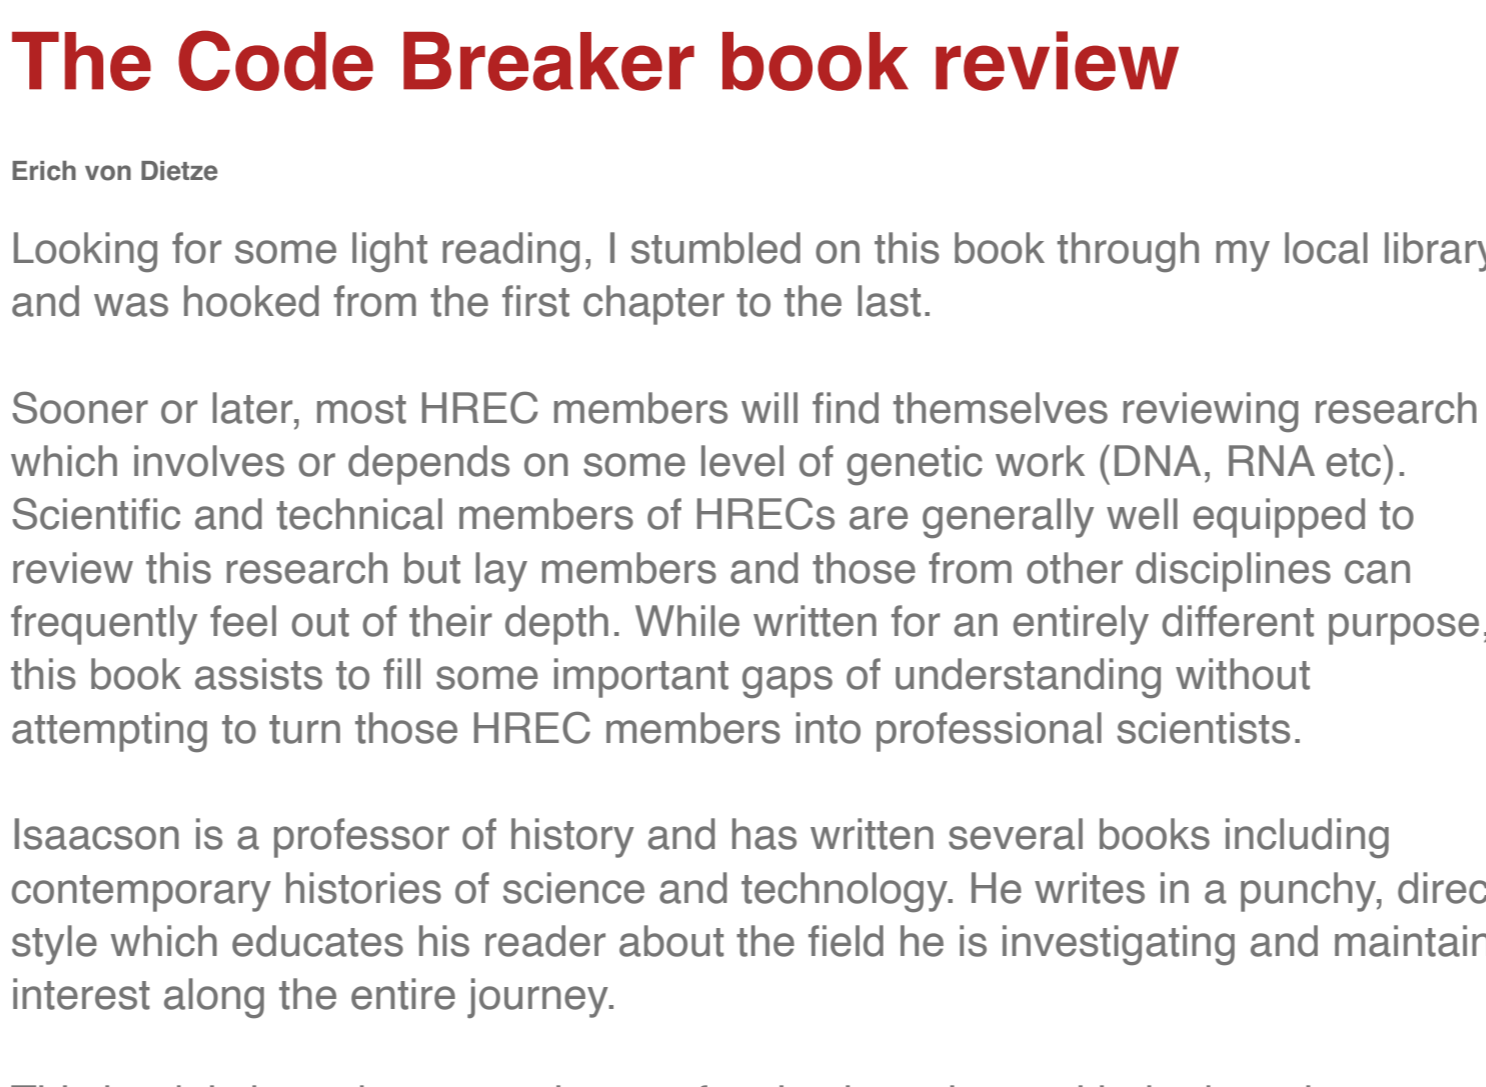 The Code Breaker book review
Erich von Dietze
Looking for some light reading, I stumbled on this book through my local library
and was hooked from the first chapter to the last.
Sooner or later, most HREC members will find themselves reviewing research
which involves or depends on some level of genetic work (DNA, RNA etc).
Scientific and technical members of HRECs are generally well equipped to
review this research but lay members and those from other disciplines can
frequently feel out of their depth. While written for an entirely different purpose,
this book assists to fill some important gaps of understanding without
attempting to turn those HREC members into professional scientists.
Isaacson is a professor of history and has written several books including
contemporary histories of science and technology. He writes in a punchy, direc
style which educates his reader about the field he is investigating and maintain
interest along the entire journey.